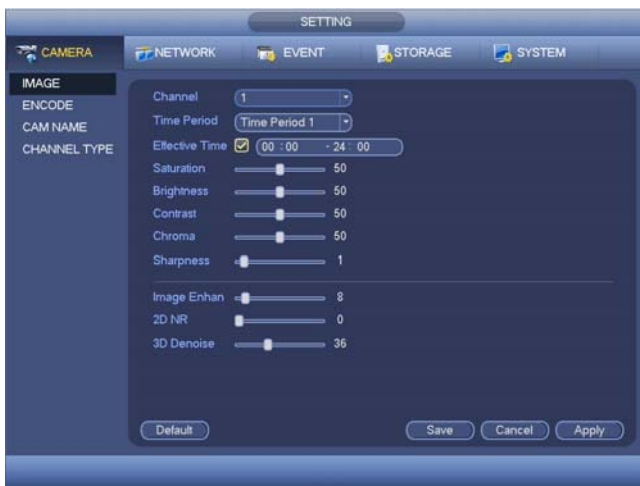 SETTING
CAMERA NETWORK EVENT STORAGE SYSTEM
IMAGE
ENCODE
CAM NAME
CHANNEL TYPE
Channel 1
Time Period Time Period 1
Effective Time 00 : 00 - 24 : 00
Saturation 50
Brightness 50
Contrast 50
Chroma 50
Sharpness 1
Image Enhan 8
2D NR 0
3D Denoise 36
Default Save Cancel Apply